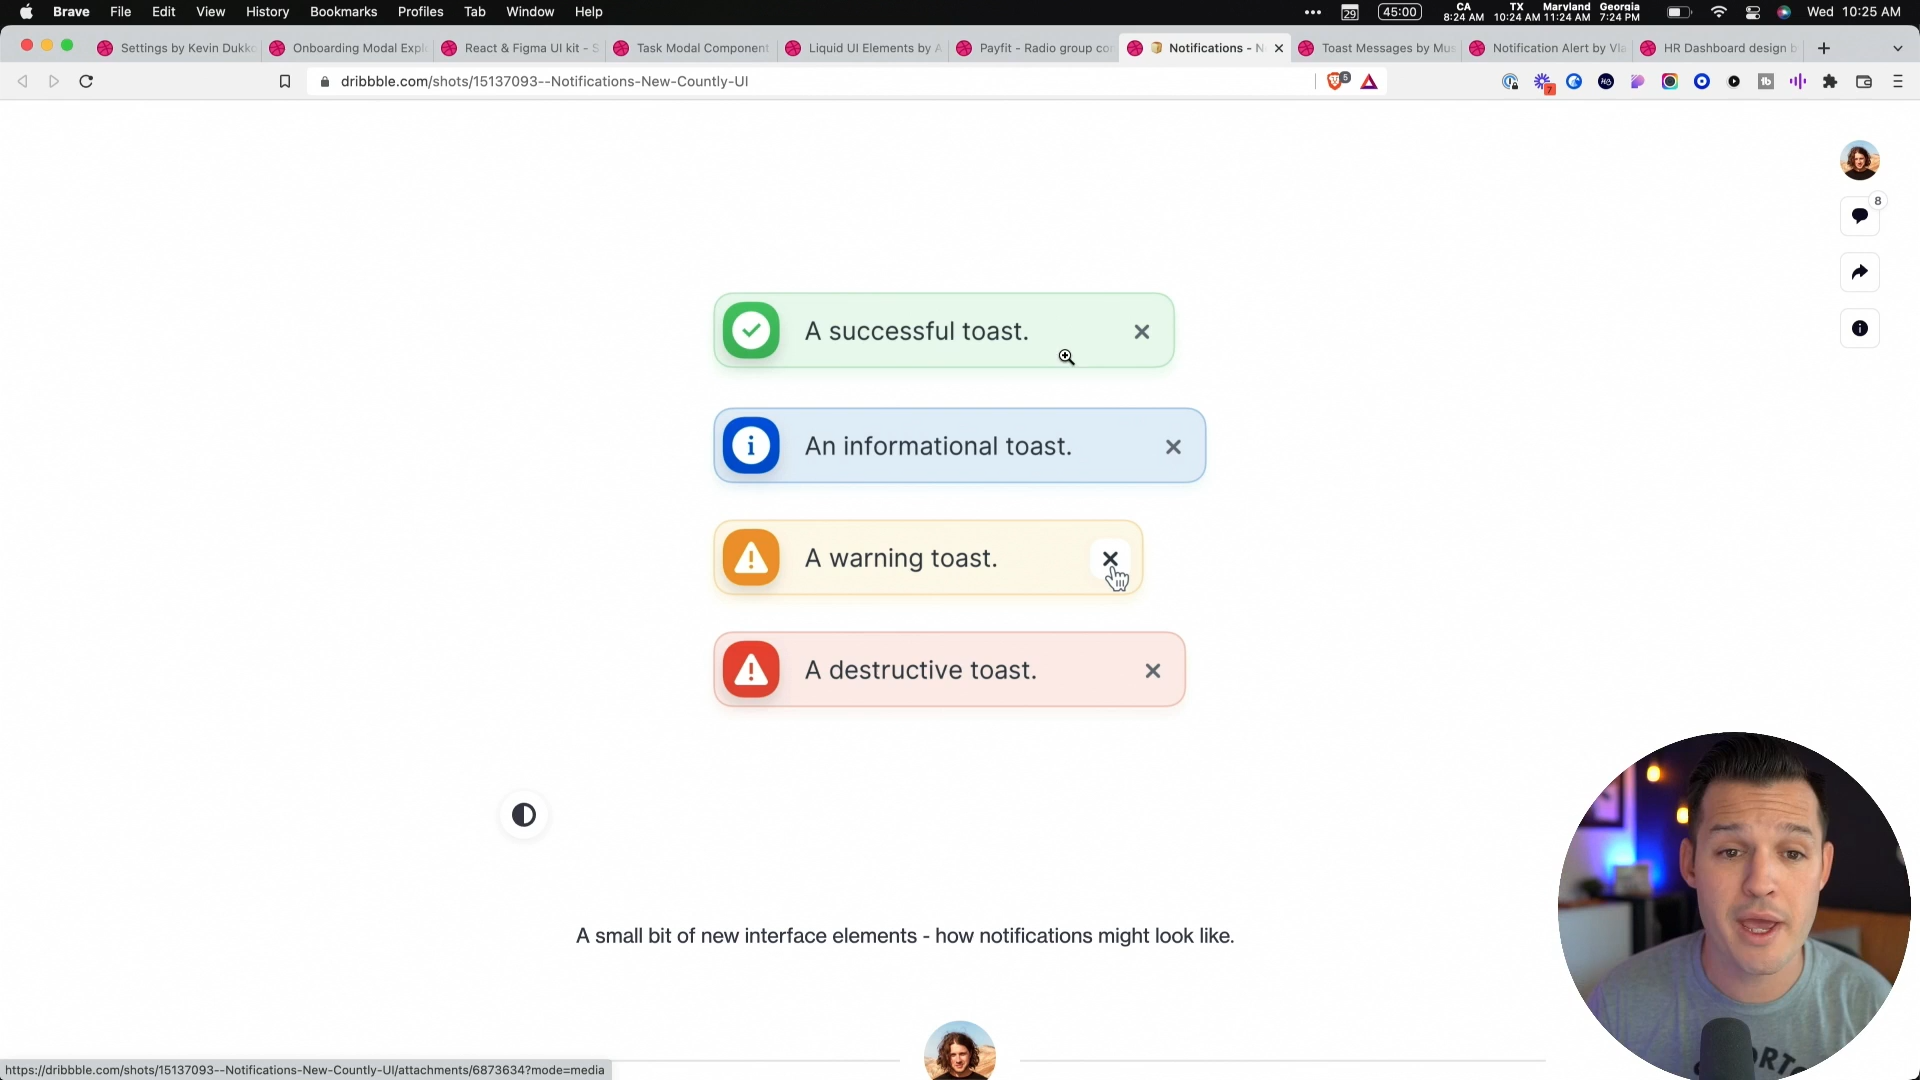 Brave File Edit View History Bookmarks Profiles Tab Window Help
29
45:00
CA
8:24 AM
TX
10:24 AM
Maryland
11:24 AM
Georgia
7:24 PM
Wed 10:25 AM
Settings by Kevin Dukk
Onboarding Modal Expl
React & Figma UI kit - S
Task Modal Component
Liquid UI Elements by A
Payfit - Radio group co
Notifications - N
Toast Messages by Mu
Notification Alert by Vla
HR Dashboard design b
dribbble.com/shots/15137093--Notifications-New-Countly-UI
5
7
8
A successful toast.
An informational toast.
A warning toast.
A destructive toast.
A small bit of new interface elements - how notifications might look like.
https://dribbble.com/shots/15137093--Notifications-New-Countly-UI/attachments/6873634?mode=media